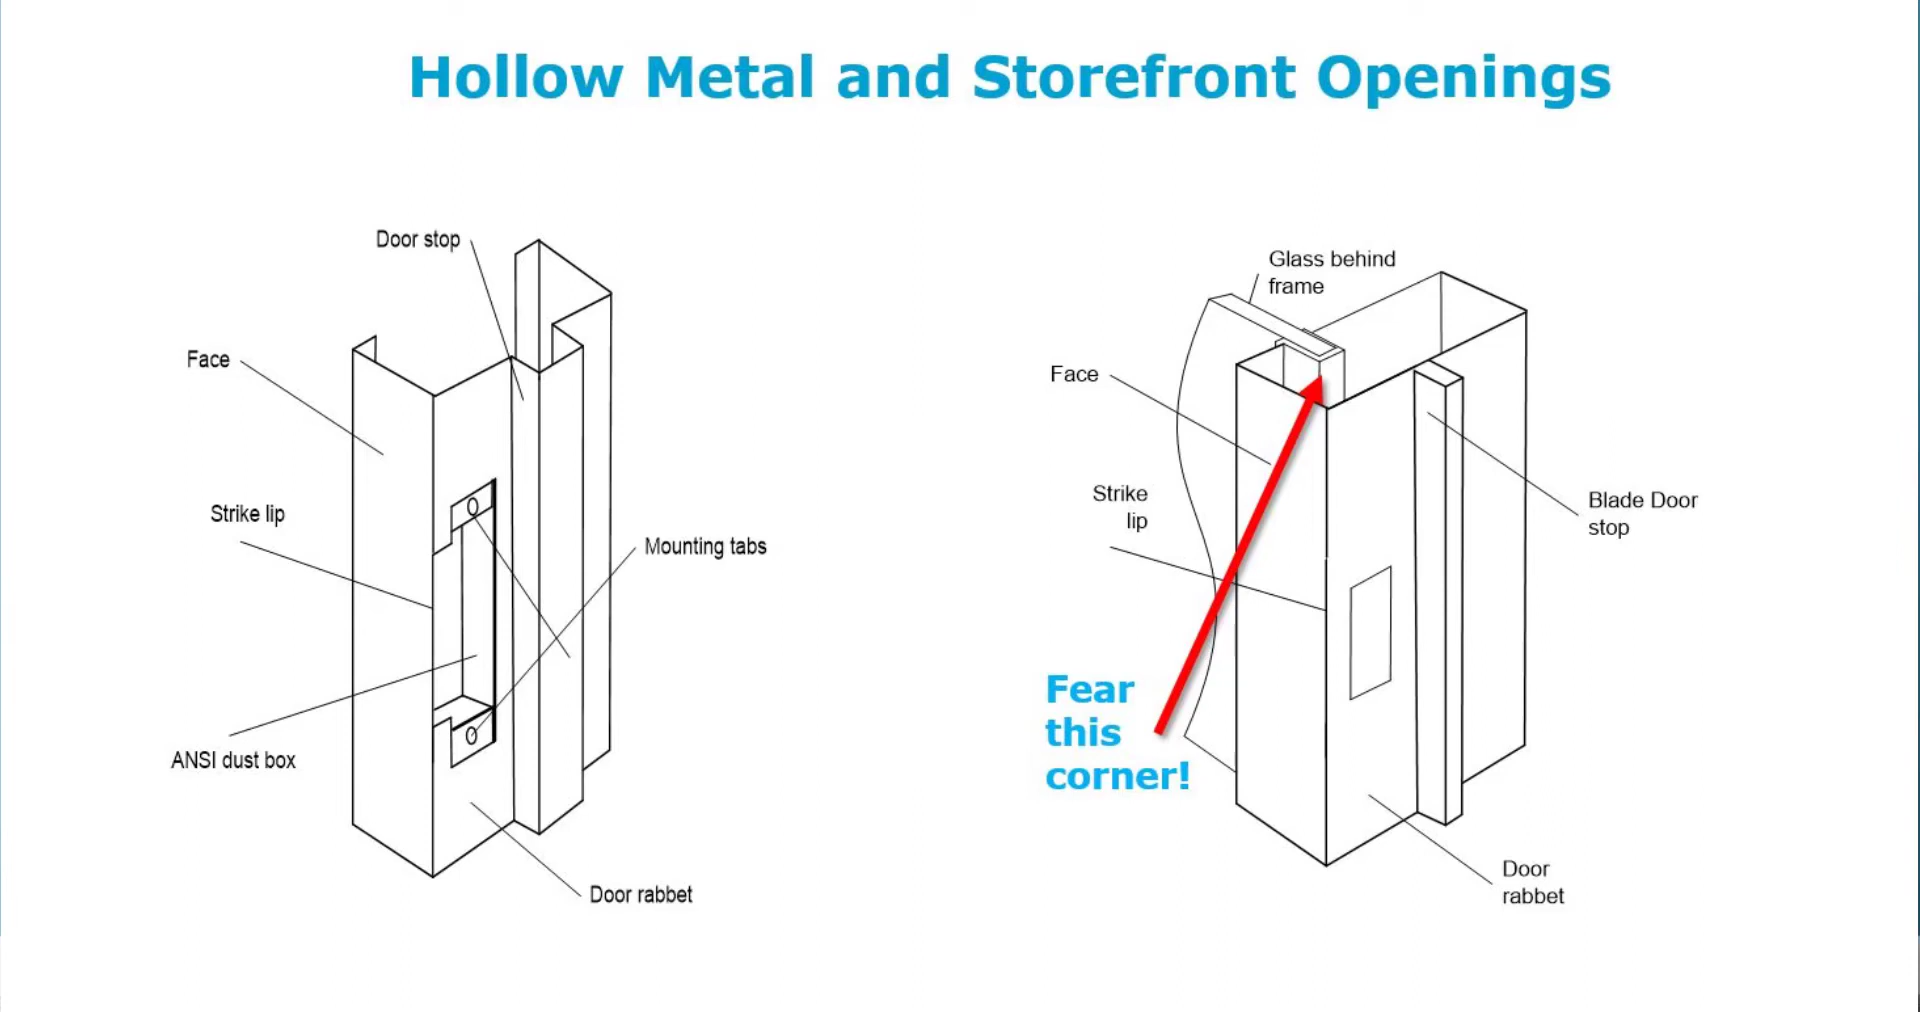 Hollow Metal and Storefront Openings
Door stop
Face
Strike lip
Mounting tabs
ANSI dust box
Door rabbet
Glass behind
frame
Face
Strike
lip
Blade Door
stop
Fear
this
corner!
Door
rabbet